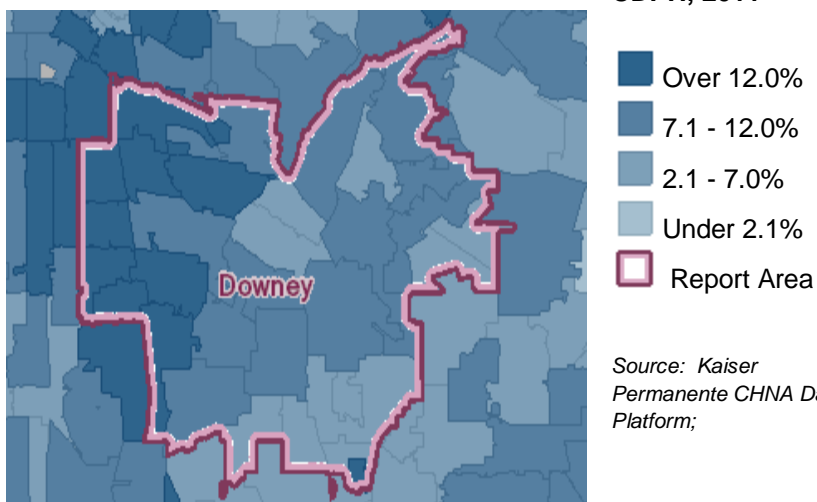 Over 12.0%
7.1 - 12.0%
2.1 - 7.0%
Under 2.1%
Report Area
Downey
Source: Kaiser
Permanente CHNA
Platform;